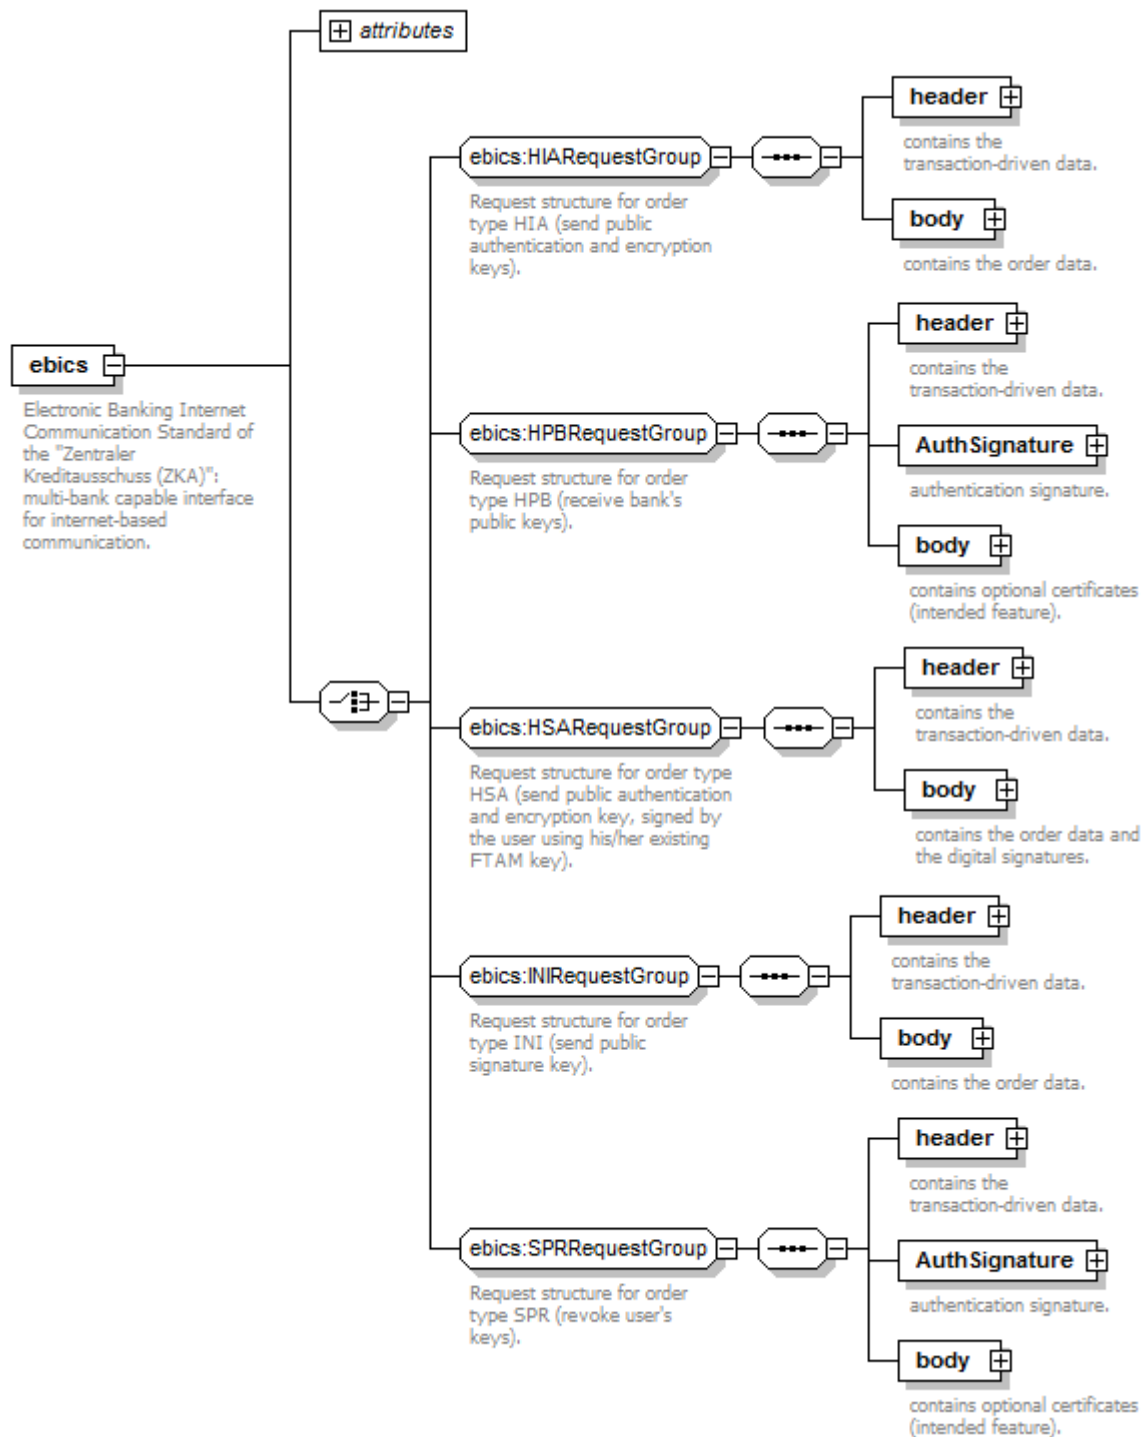 attributes
header
contains the
transaction-driven data.
ebics:HIARequestGroup
Request structure for order
type HIA (send public
authentication and encryption
keys).
body
contains the order data.
header
contains the
transaction-driven data.
ebics
Electronic Banking Internet
Communication Standard of
the "Zentraler
Kreditausschuss (ZKA)":
multi-bank capable interface
for internet-based
communication.
ebics:HPBRequestGroup
Request structure for order
type HPB (receive bank's
public keys).
AuthSignature
authentication signature.
body
contains optional certificates
(intended feature).
header
contains the
transaction-driven data.
ebics:HSARequestGroup
Request structure for order type
HSA (send public authentication
and encryption key, signed by
the user using his/her existing
FTAM key).
body
contains the order data and
the digital signatures.
header
contains the
transaction-driven data.
ebics:INIRequestGroup
Request structure for order
type INI (send public
signature key).
body
contains the order data.
header
contains the
transaction-driven data.
ebics:SPRRequestGroup
Request structure for order
type SPR (revoke user's
keys).
AuthSignature
authentication signature.
body
contains optional certificates
(intended feature).